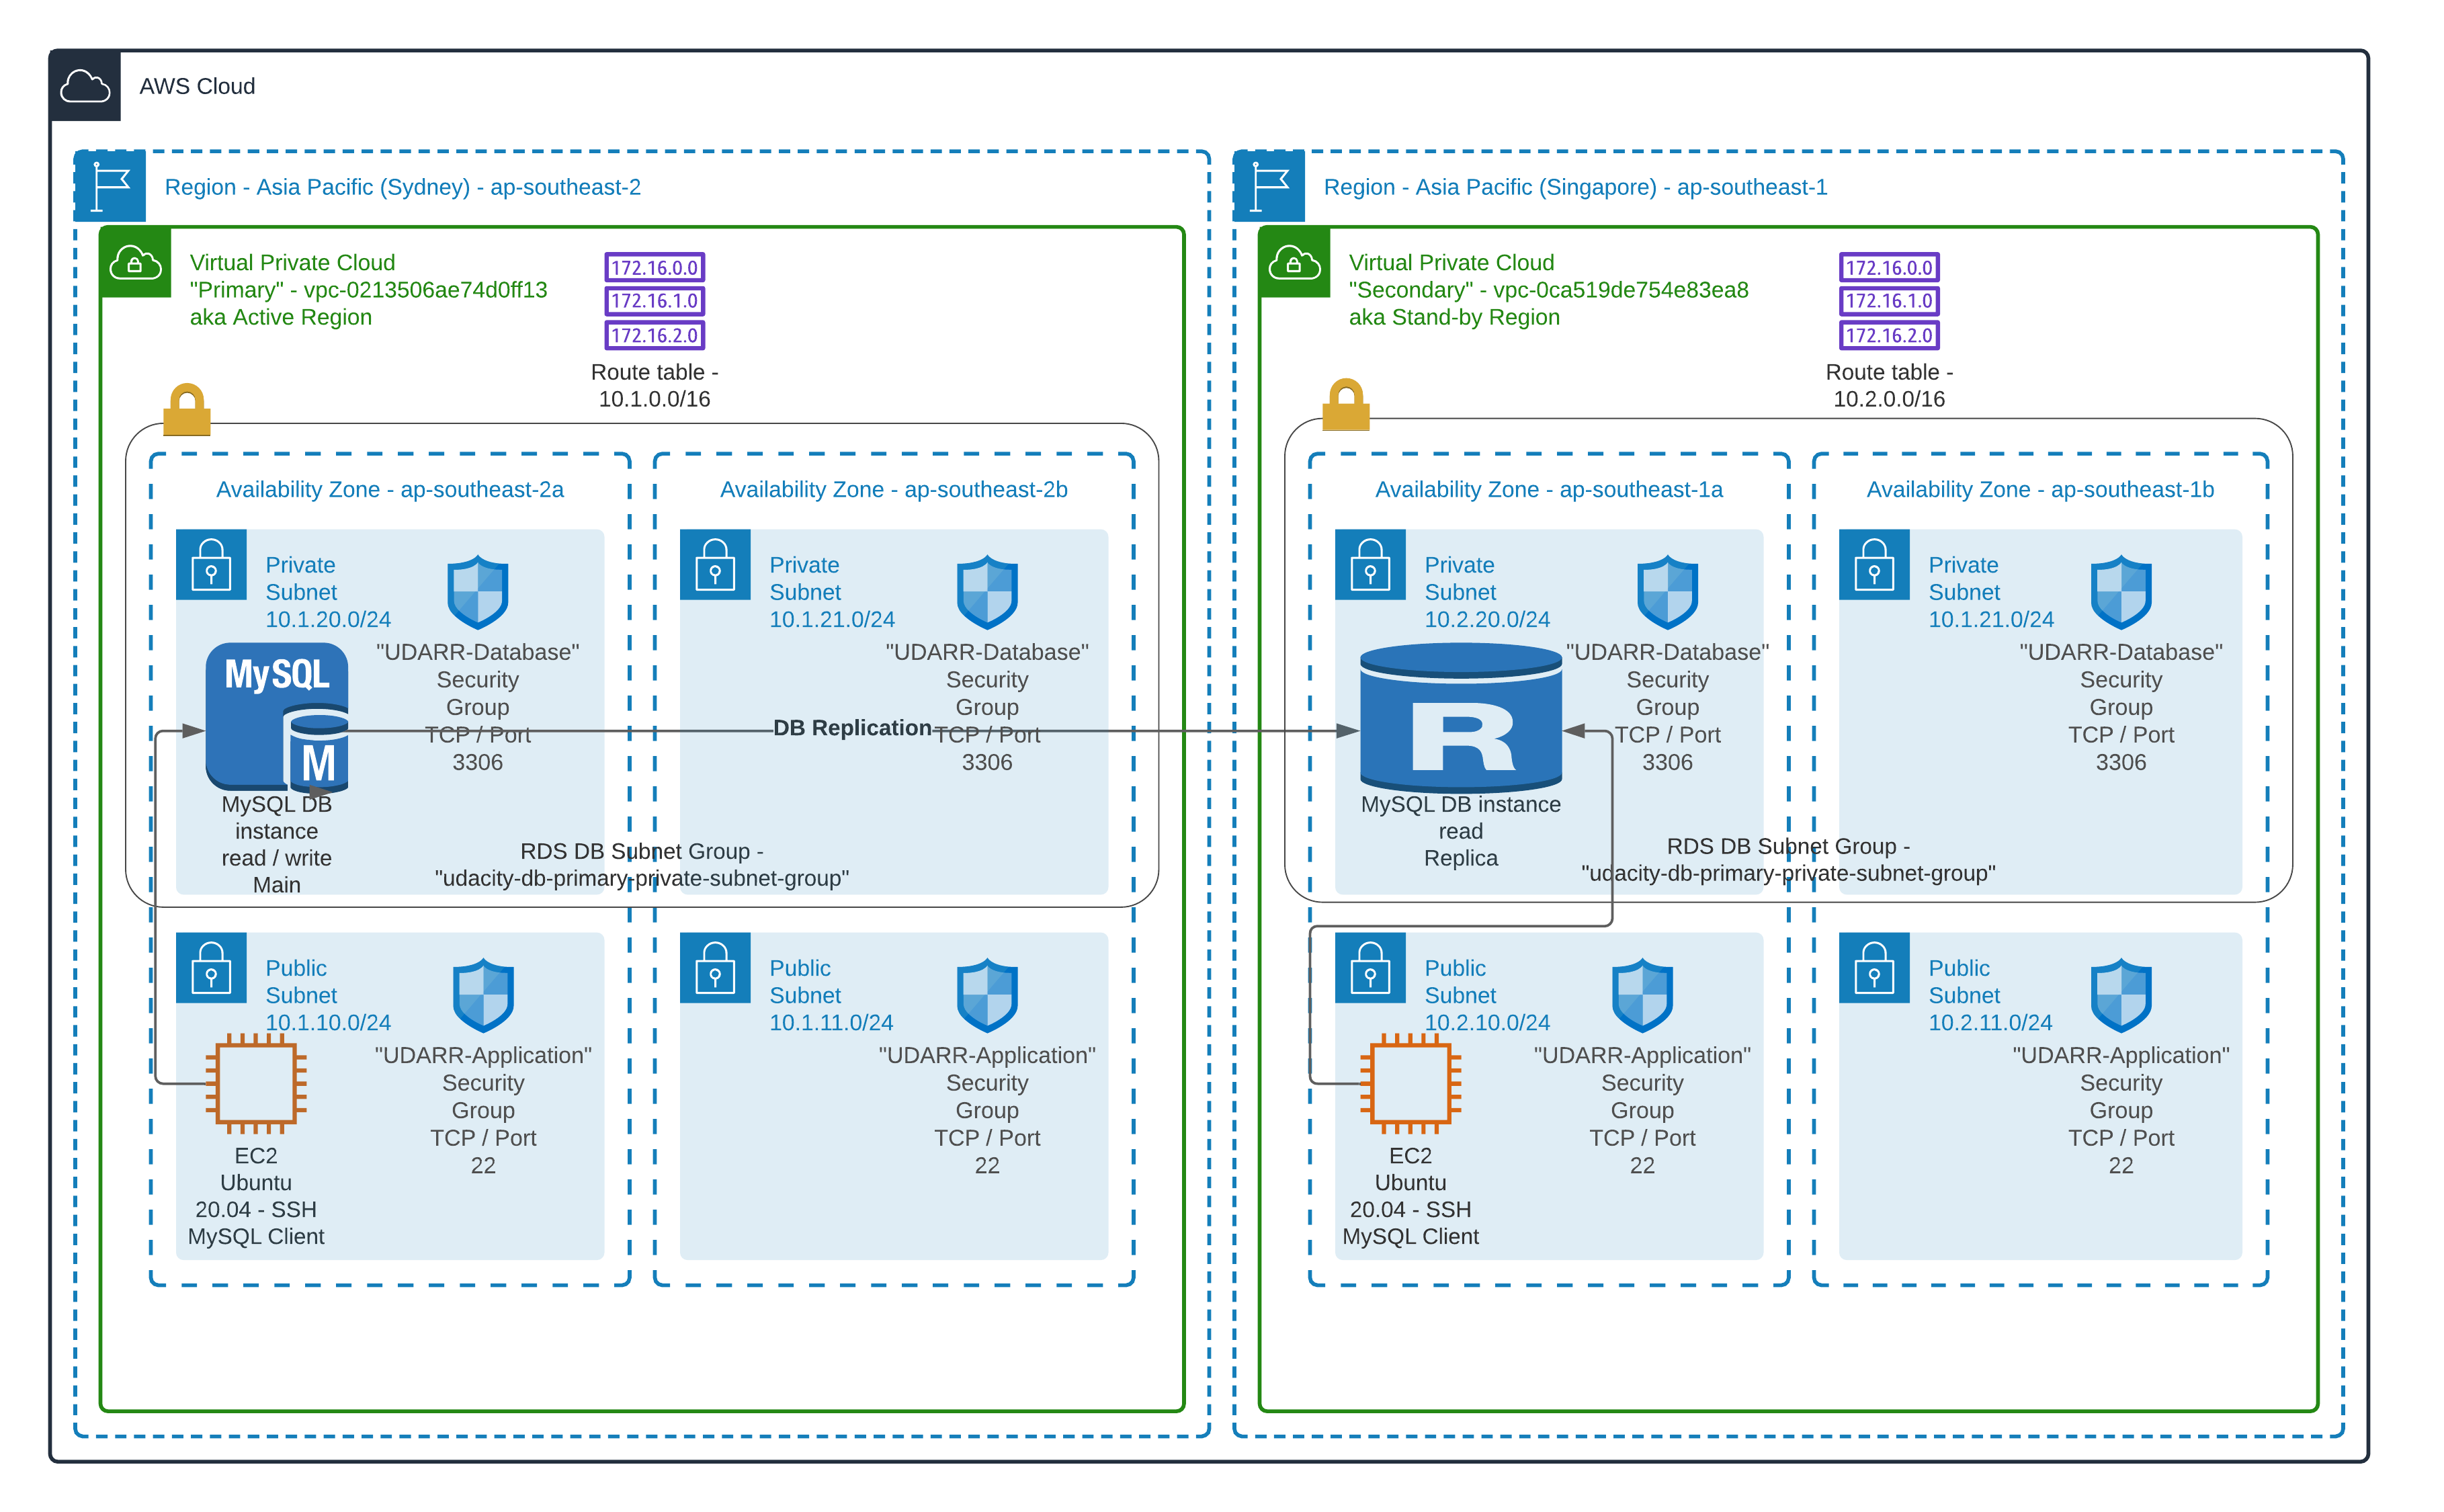 AWS Cloud
Region - Asia Pacific (Sydney) - ap-southeast-2
Virtual Private Cloud
"Primary" - vpc-0213506ae74d0ff13
aka Active Region
172.16.0.0
172.16.1.0
172.16.2.0
Route table -
10.1.0.0/16
Availability Zone - ap-southeast-2a
Private
Subnet
10.1.20.0/24
"UDARR-Database"
Security
Group
TCP / Port
3306
MySQL
M
MySQL DB
instance
read / write
Main
Availability Zone - ap-southeast-2b
Private
Subnet
10.1.21.0/24
"UDARR-Database"
Security
Group
TCP / Port
3306
DB Replication
RDS DB Subnet Group -
"udacity-db-primary-private-subnet-group"
Public
Subnet
10.1.10.0/24
"UDARR-Application"
Security
Group
TCP / Port
22
EC2
Ubuntu
20.04 - SSH
MySQL Client
Public
Subnet
10.1.11.0/24
"UDARR-Application"
Security
Group
TCP / Port
22
Region - Asia Pacific (Singapore) - ap-southeast-1
Virtual Private Cloud
"Secondary" - vpc-0ca519de754e83ea8
aka Stand-by Region
172.16.0.0
172.16.1.0
172.16.2.0
Route table -
10.2.0.0/16
Availability Zone - ap-southeast-1a
Private
Subnet
10.2.20.0/24
"UDARR-Database"
Security
Group
TCP / Port
3306
R
MySQL DB instance
read
Replica
Availability Zone - ap-southeast-1b
Private
Subnet
10.1.21.0/24
"UDARR-Database"
Security
Group
TCP / Port
3306
RDS DB Subnet Group -
"udacity-db-primary-private-subnet-group"
Public
Subnet
10.2.10.0/24
"UDARR-Application"
Security
Group
TCP / Port
22
EC2
Ubuntu
20.04 - SSH
MySQL Client
Public
Subnet
10.2.11.0/24
"UDARR-Application"
Security
Group
TCP / Port
22